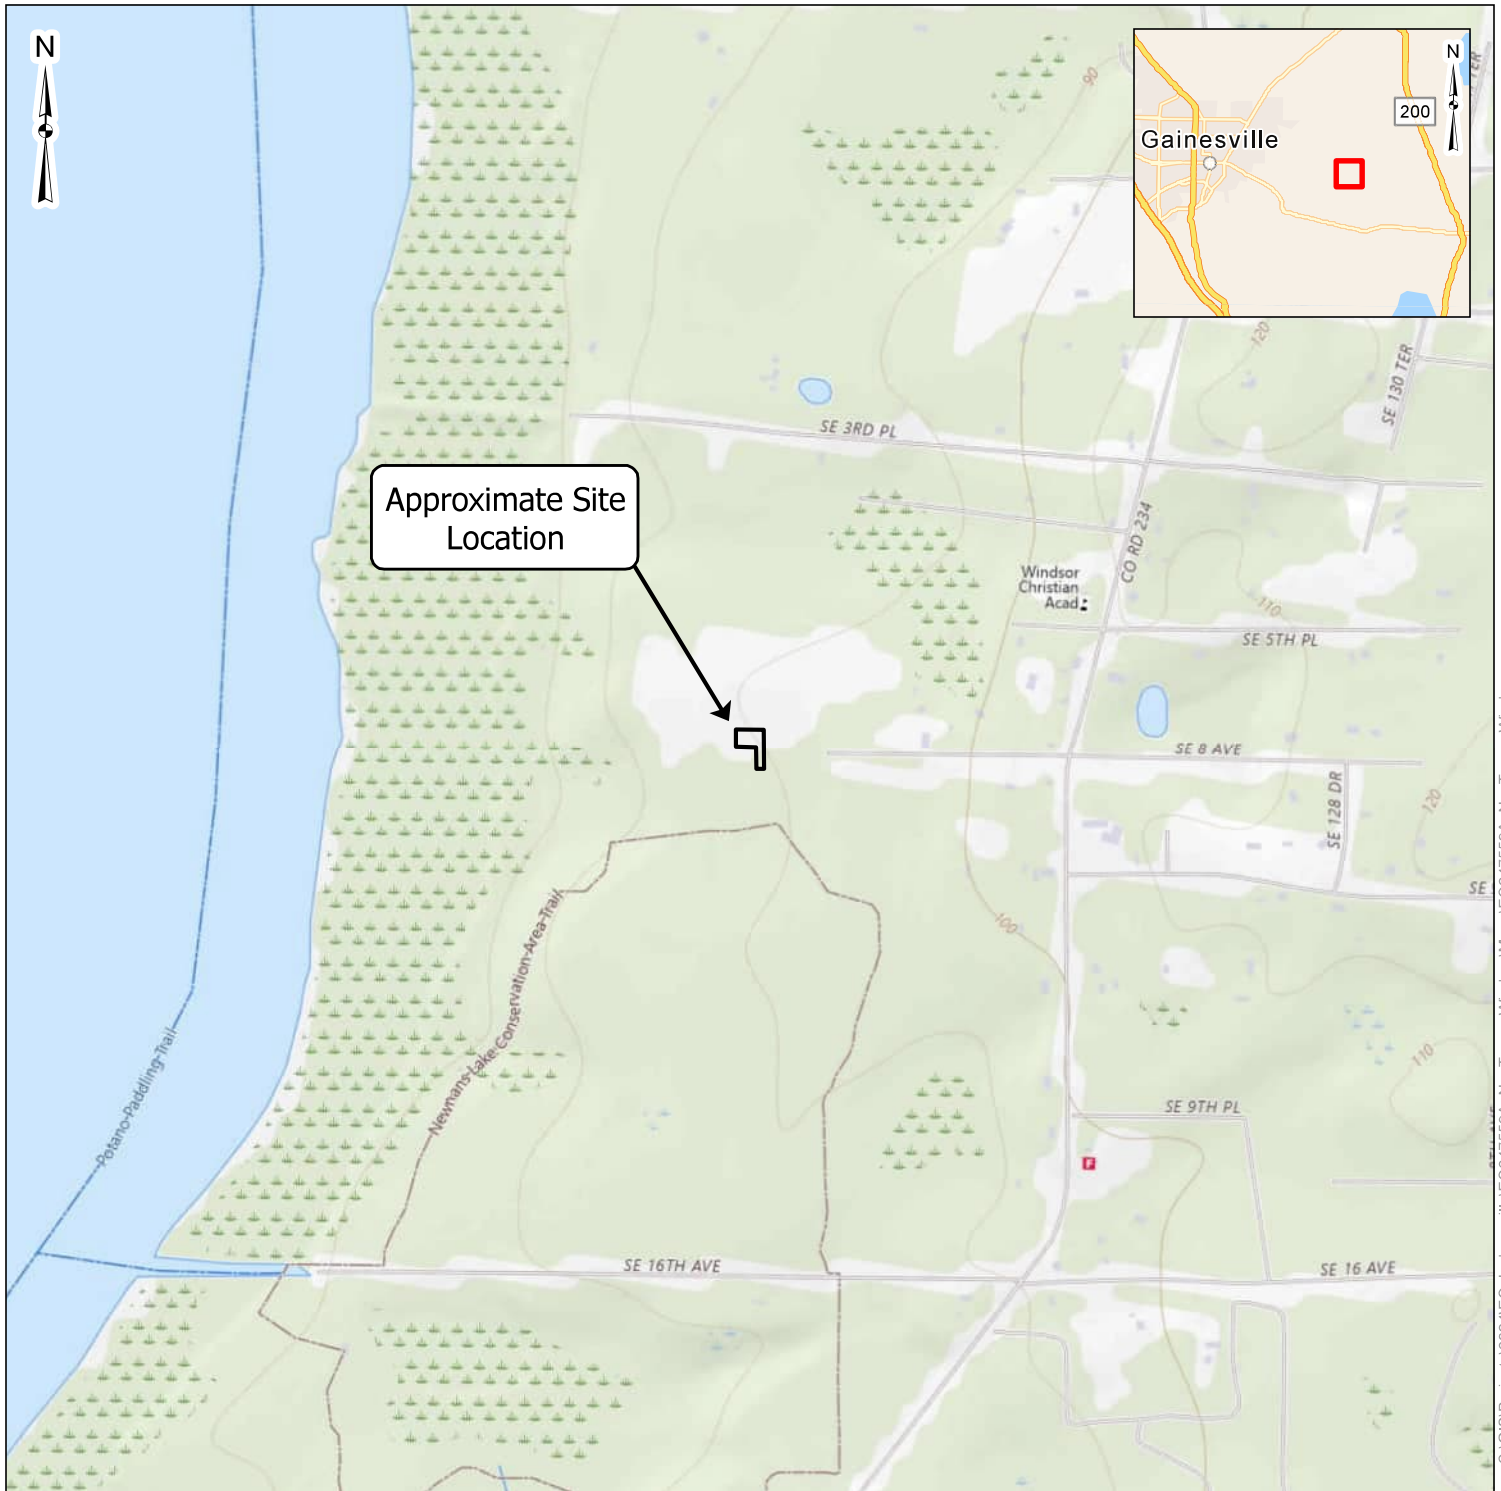 N
90
Gainesville
200
N
TER
120
SE 130 TER
SE 3RD PL
Approximate Site
Location
CO RD 234
Windsor
Christian
Acad
110
SE 5TH PL
SE 8 AVE
SE 128 DR
120
SE
100
Newnans Lake Conservation Area Trail
Potano-Paddling-Trail
110
SE 9TH PL
F
SE 16TH AVE
SE 16 AVE